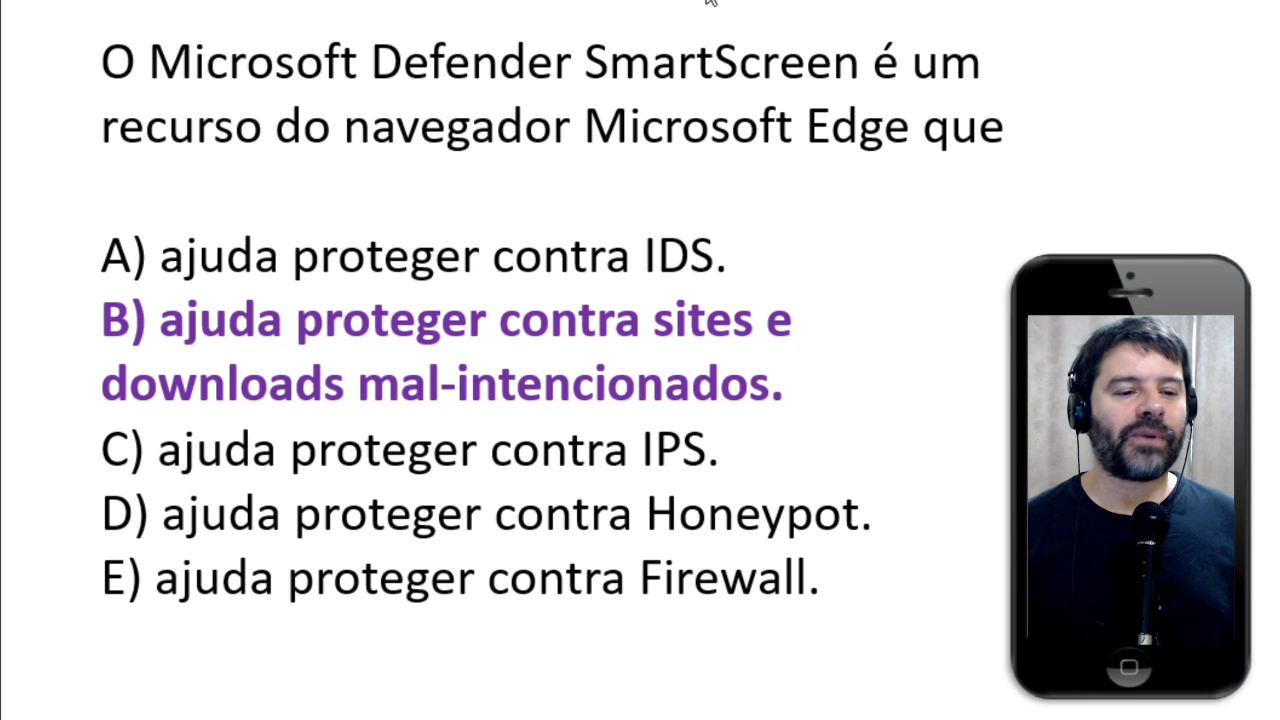 O Microsoft Defender SmartScreen é um
recurso do navegador Microsoft Edge que
A) ajuda proteger contra IDS.
B) ajuda proteger contra sites e
downloads mal-intencionados.
C) ajuda proteger contra IPS.
D) ajuda proteger contra Honeypot.
E) ajuda proteger contra Firewall.